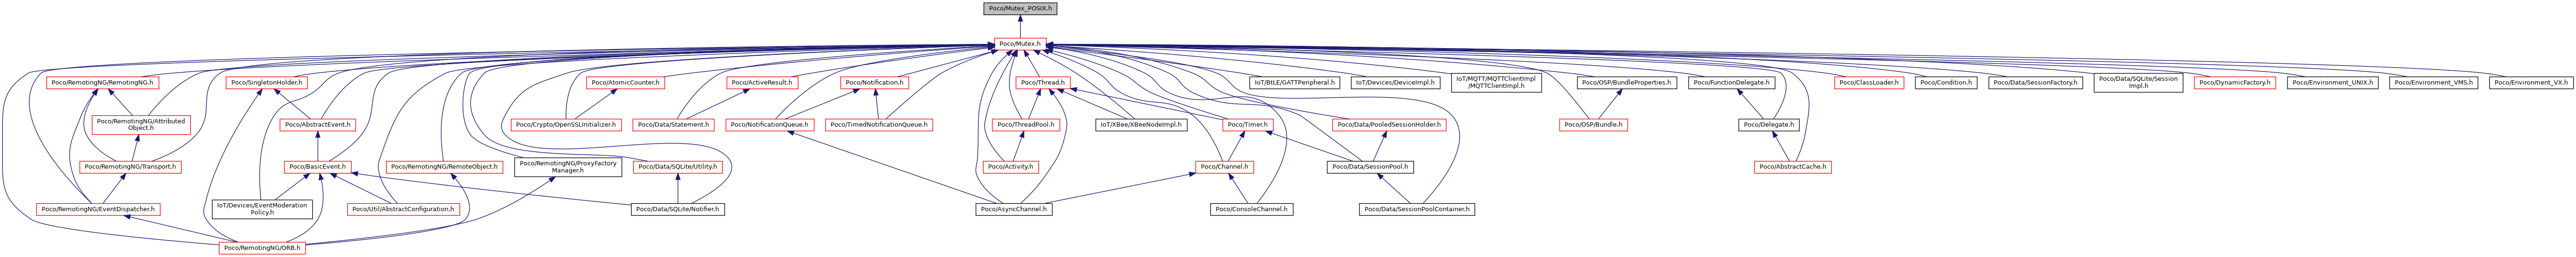 Poco/Mutex_POSIX.h
Poco/Mutex.h
Poco/RemotingNG/RemotingNG.h
Poco/SingletonHolder.h
Poco/AtomicCounter.h
Poco/ActiveResult.h
Poco/Notification.h
Poco/Thread.h
IoT/BtLE/GATTPeripheral.h
IoT/Devices/DeviceImpl.h
IoT/MQTT/MQTTClientImpl
/MQTTClientImpl.h
Poco/OSP/BundleProperties.h
Poco/FunctionDelegate.h
Poco/ClassLoader.h
Poco/Condition.h
Poco/Data/SessionFactory.h
Poco/Data/SQLite/Session
Impl.h
Poco/DynamicFactory.h
Poco/Environment_UNIX.h
Poco/Environment_VMS.h
Poco/Environment_VX.h
Poco/RemotingNG/Attributed
Object.h
Poco/AbstractEvent.h
Poco/Crypto/OpenSSLInitializer.h
Poco/Data/Statement.h
Poco/NotificationQueue.h
Poco/TimedNotificationQueue.h
Poco/ThreadPool.h
IoT/XBee/XBeeNodeImpl.h
Poco/Timer.h
Poco/Data/PooledSessionHolder.h
Poco/OSP/Bundle.h
Poco/Delegate.h
Poco/RemotingNG/Transport.h
Poco/BasicEvent.h
Poco/RemotingNG/RemoteObject.h
Poco/RemotingNG/ProxyFactory
Manager.h
Poco/Data/SQLite/Utility.h
Poco/Activity.h
Poco/Channel.h
Poco/Data/SessionPool.h
Poco/AbstractCache.h
Poco/RemotingNG/EventDispatcher.h
IoT/Devices/EventModeration
Policy.h
Poco/Util/AbstractConfiguration.h
Poco/Data/SQLite/Notifier.h
Poco/AsyncChannel.h
Poco/ConsoleChannel.h
Poco/Data/SessionPoolContainer.h
Poco/RemotingNG/ORB.h